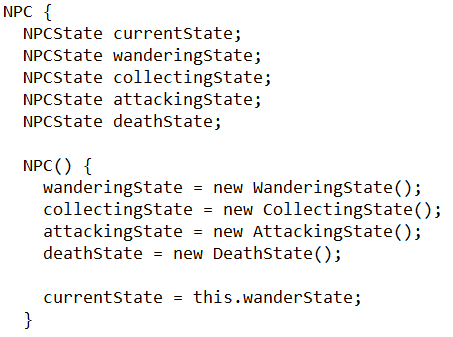 NPC {
  NPCState currentState;
  NPCState wanderingState;
  NPCState collectingState;
  NPCState attackingState;
  NPCState deathState;

  NPC() {
    wanderingState = new WanderingState();
    collectingState = new CollectingState();
    attackingState = new AttackingState();
    deathState = new DeathState();

    currentState = this.wanderState;
  }